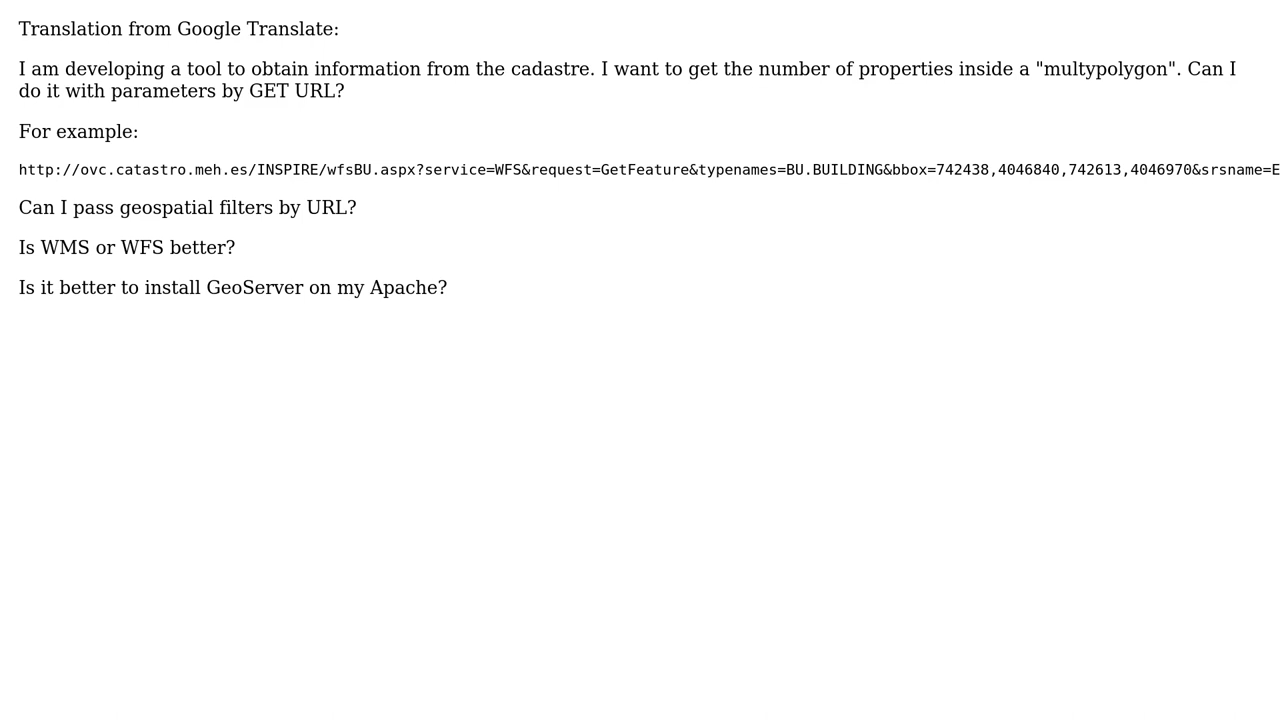 Translation from Google Translate:
I am developing a tool to obtain information from the cadastre. I want to get the number of properties inside a "multypolygon". Can I
do it with parameters by GET URL?
For example:
http://ovc.catastro.meh.es/INSPIRE/wfsBU.aspx?service=WFS&request=GetFeature&typenames=BU.BUILDING&bbox=742438,4046840,742613,4046970&srsname=E
Can I pass geospatial filters by URL?
Is WMS or WFS better?
Is it better to install GeoServer on my Apache?